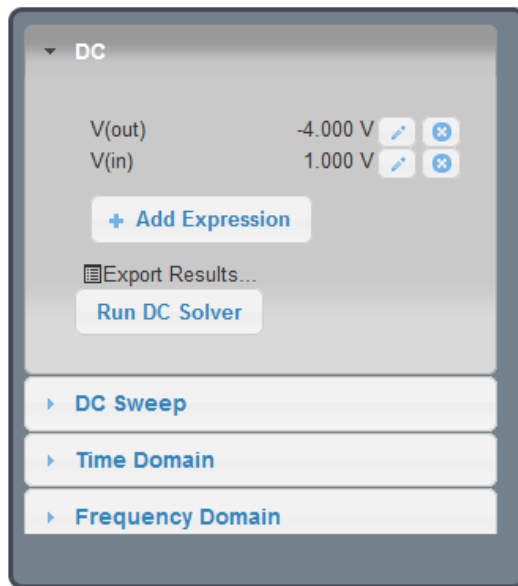 DC
V(out) -4.000 V
V(in) 1.000 V
+ Add Expression
Export Results...
Run DC Solver
DC Sweep
Time Domain
Frequency Domain